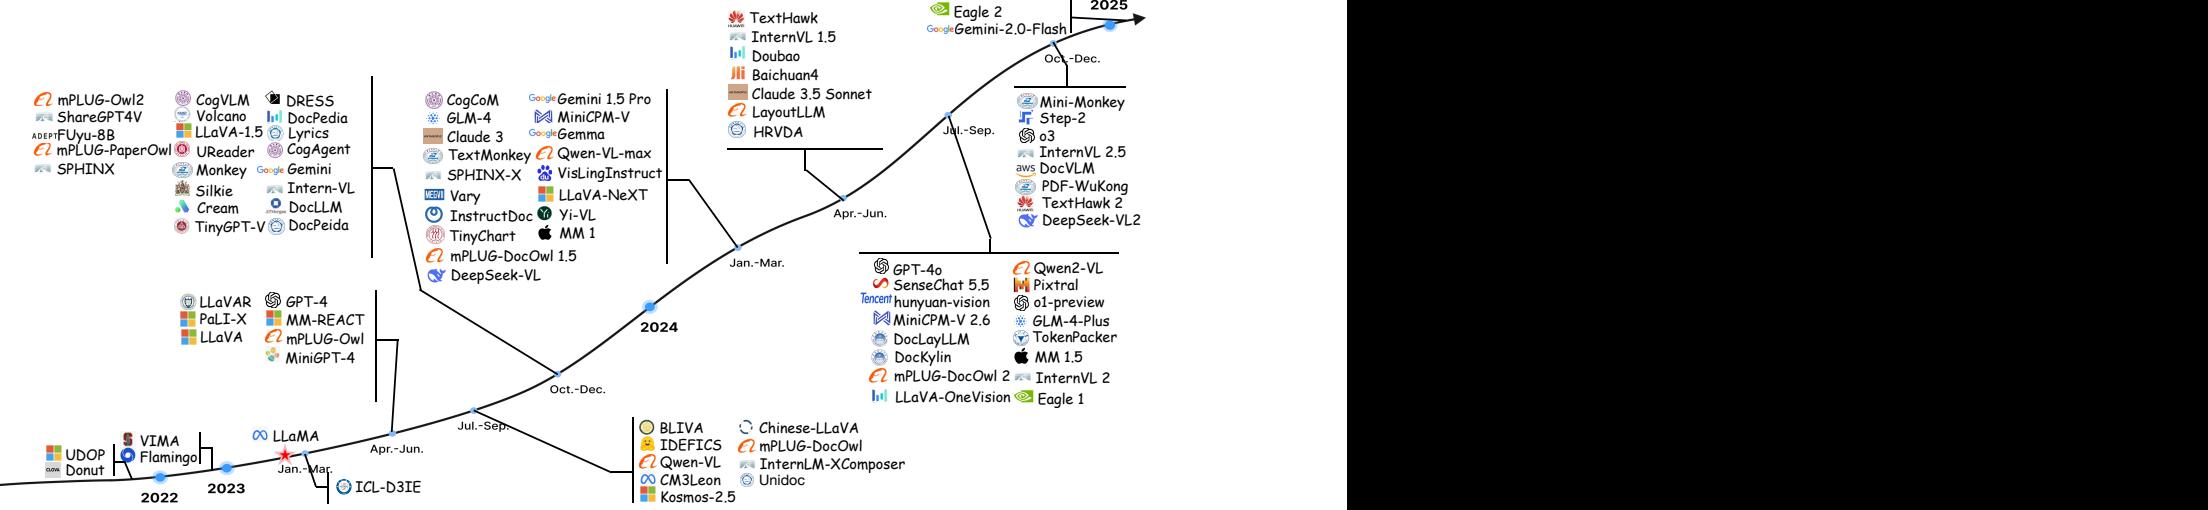 UDOP
CLOVA Donut
2022
VIMA
Flamingo
2023
LLaMA
Jan.-Mar.
ICL-D3IE
LLaVAR
PaLI-X
LLaVA
GPT-4
MM-REACT
mPLUG-Owl
MiniGPT-4
Apr.-Jun.
Jul.-Sep.
BLIVA
IDEFICS
Qwen-VL
CM3Leon
Kosmos-2.5
Chinese-LLaVA
mPLUG-DocOwl
InternLM-XComposer
Unidoc
mPLUG-Owl2
ShareGPT4V
ADEPT FUyu-8B
mPLUG-PaperOwl
SPHINX
CogVLM
Volcano
LLaVA-1.5
UReader
Monkey
Silkie
Cream
TinyGPT-V
DRESS
DocPedia
Lyrics
CogAgent
Google Gemini
Intern-VL
DocLLM
DocPeida
Oct.-Dec.
2024
CogCoM
GLM-4
Claude 3
TextMonkey
SPHINX-X
Vary
InstructDoc
TinyChart
mPLUG-DocOwl 1.5
DeepSeek-VL
Google Gemini 1.5 Pro
MiniCPM-V
Google Gemma
Qwen-VL-max
VisLingInstruct
LLaVA-NeXT
Yi-VL
MM 1
Jan.-Mar.
TextHawk
InternVL 1.5
Doubao
Baichuan4
Claude 3.5 Sonnet
LayoutLLM
HRVDA
Apr.-Jun.
Jul.-Sep.
GPT-4o
SenseChat 5.5
Tencent hunyuan-vision
MiniCPM-V 2.6
DocLayLLM
DocKylin
mPLUG-DocOwl 2
LLaVA-OneVision
Qwen2-VL
Pixtral
o1-preview
GLM-4-Plus
TokenPacker
MM 1.5
InternVL 2
Eagle 1
Oct.-Dec.
Mini-Monkey
Step-2
o3
InternVL 2.5
aws DocVLM
PDF-WuKong
HUAWEI TextHawk 2
DeepSeek-VL2
Eagle 2
Google Gemini-2.0-Flash
2025